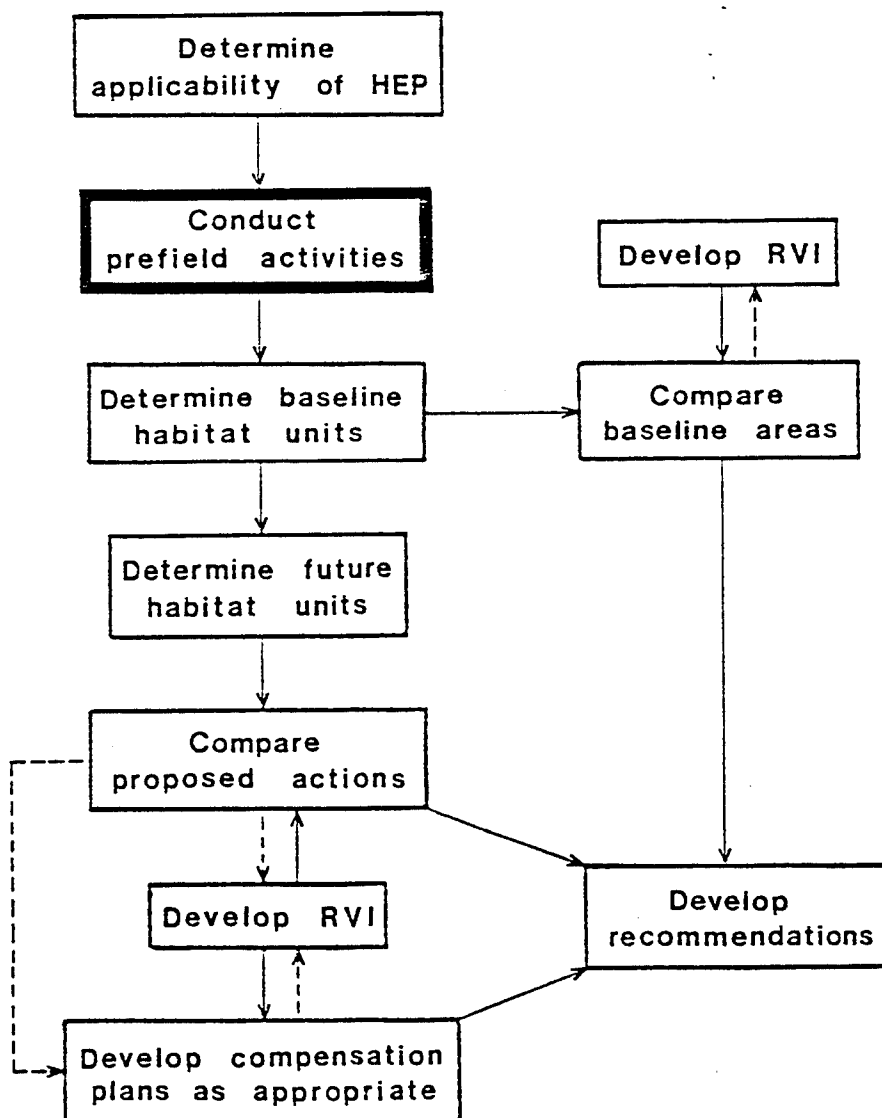 Determine
applicability of HEP
Conduct
prefield activities
Develop RVI
Determine baseline
habitat units
Compare
baseline areas
Determine future
habitat units
Compare
proposed actions
Develop RVI
Develop
recommendations
Develop compensation
plans as appropriate